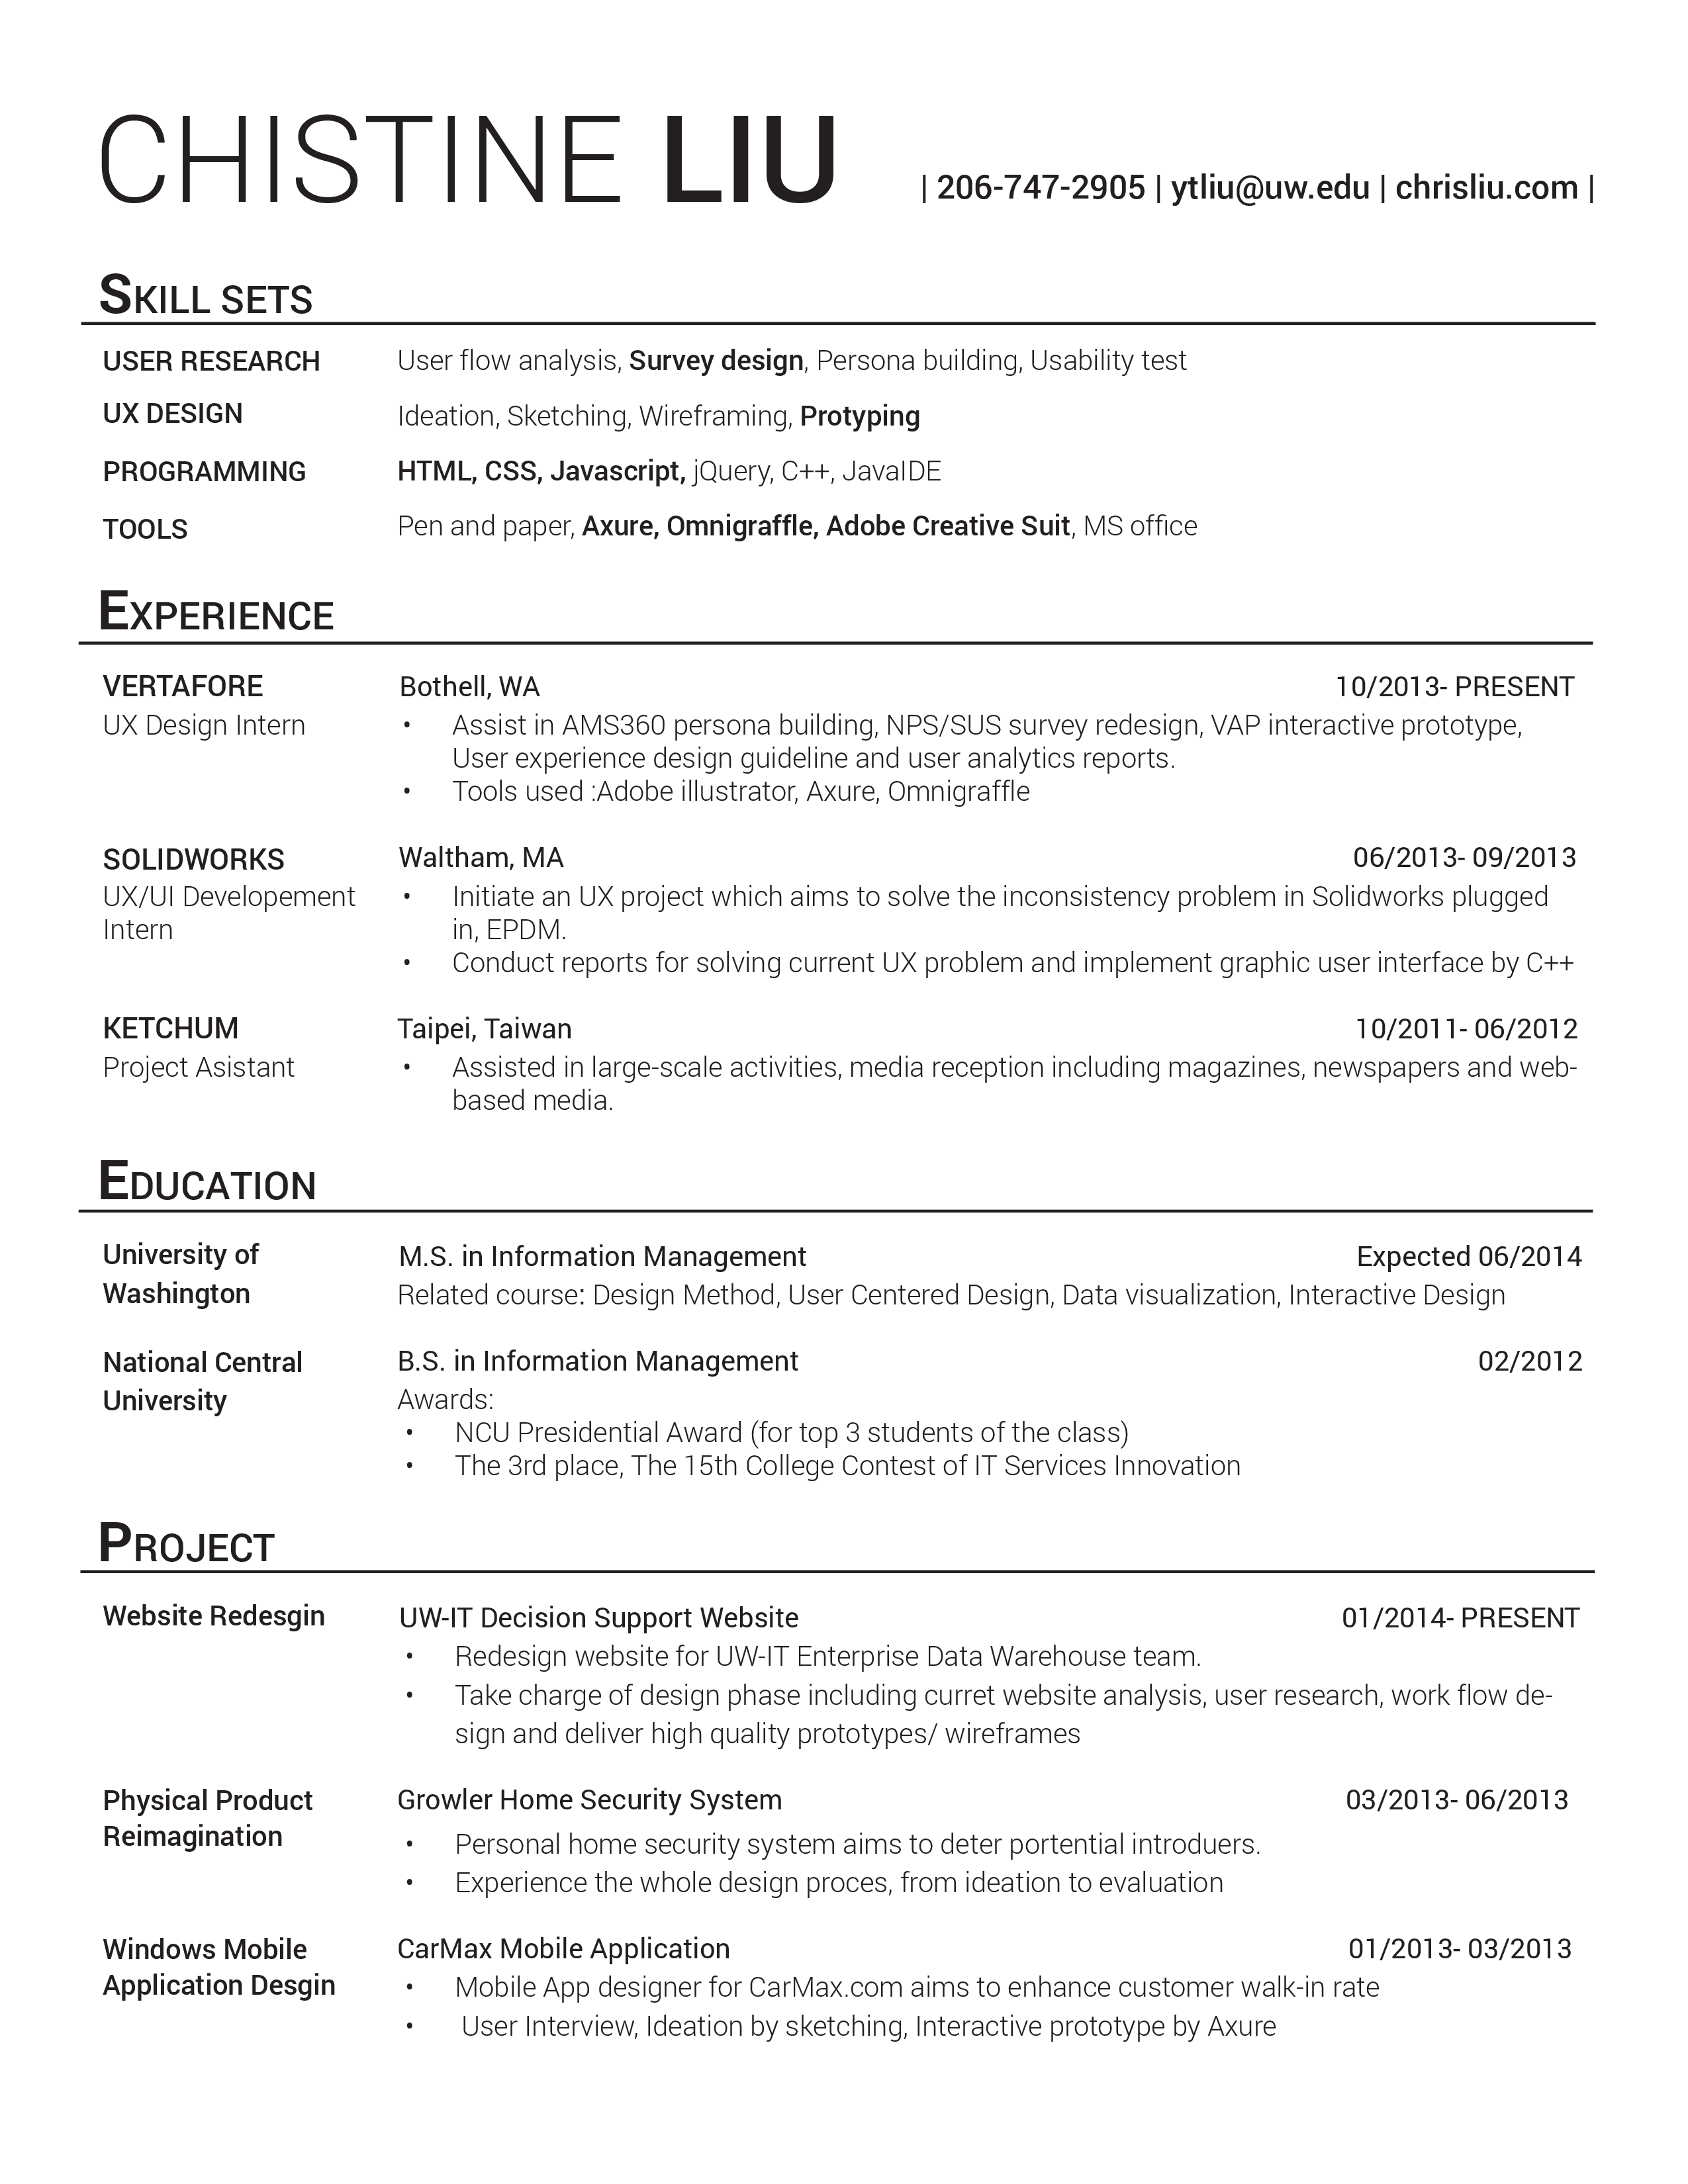 CHISTINE LIU | 206-747-2905 | ytliu@uw.edu | chrisliu.com |
SKILL SETS
USER RESEARCH User flow analysis, Survey design, Persona building, Usability test
UX DESIGN Ideation, Sketching, Wireframing, Protyping
PROGRAMMING HTML, CSS, Javascript, jQuery, C++, JavaIDE
TOOLS Pen and paper, Axure, Omnigraffle, Adobe Creative Suit, MS office
EXPERIENCE
VERTAFORE Bothell, WA 10/2013- PRESENT
UX Design Intern • Assist in AMS360 persona building, NPS/SUS survey redesign, VAP interactive prototype,
User experience design guideline and user analytics reports.
• Tools used :Adobe illustrator, Axure, Omnigraffle
SOLIDWORKS Waltham, MA 06/2013- 09/2013
UX/UI Developement • Initiate an UX project which aims to solve the inconsistency problem in Solidworks plugged
Intern in, EPDM.
• Conduct reports for solving current UX problem and implement graphic user interface by C++
KETCHUM Taipei, Taiwan 10/2011- 06/2012
Project Asistant • Assisted in large-scale activities, media reception including magazines, newspapers and web-
based media.
EDUCATION
University of M.S. in Information Management Expected 06/2014
Washington Related course: Design Method, User Centered Design, Data visualization, Interactive Design
National Central B.S. in Information Management 02/2012
University Awards:
• NCU Presidential Award (for top 3 students of the class)
• The 3rd place, The 15th College Contest of IT Services Innovation
PROJECT
Website Redesgin UW-IT Decision Support Website 01/2014- PRESENT
• Redesign website for UW-IT Enterprise Data Warehouse team.
• Take charge of design phase including curret website analysis, user research, work flow de-
sign and deliver high quality prototypes/ wireframes
Physical Product Growler Home Security System 03/2013- 06/2013
Reimagination • Personal home security system aims to deter portential introduers.
• Experience the whole design proces, from ideation to evaluation
Windows Mobile CarMax Mobile Application 01/2013- 03/2013
Application Desgin • Mobile App designer for CarMax.com aims to enhance customer walk-in rate
• User Interview, Ideation by sketching, Interactive prototype by Axure